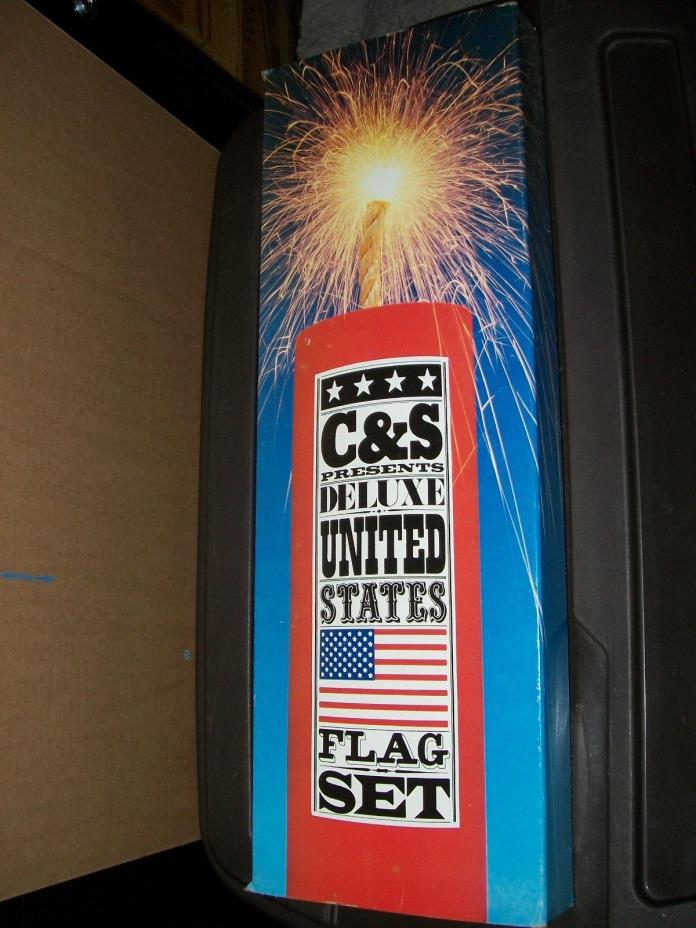 C&S
PRESENTS
DELUXE
UNITED
STATES
FLAG
SET